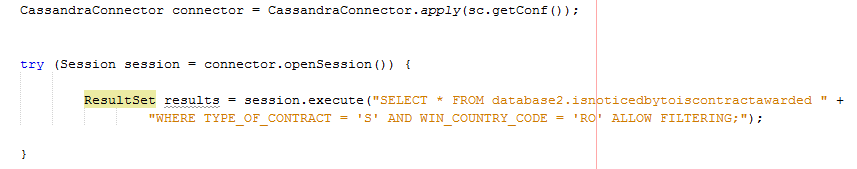 CassandraConnector connector = CassandraConnector.apply(sc.getConf());
try (Session session = connector.openSession()) {
ResultSet results = session.execute("SELECT * FROM database2.isnoticedbytoiscontractawarded " +
"WHERE TYPE_OF_CONTRACT = 'S' AND WIN_COUNTRY_CODE = 'RO' ALLOW FILTERING;");
}